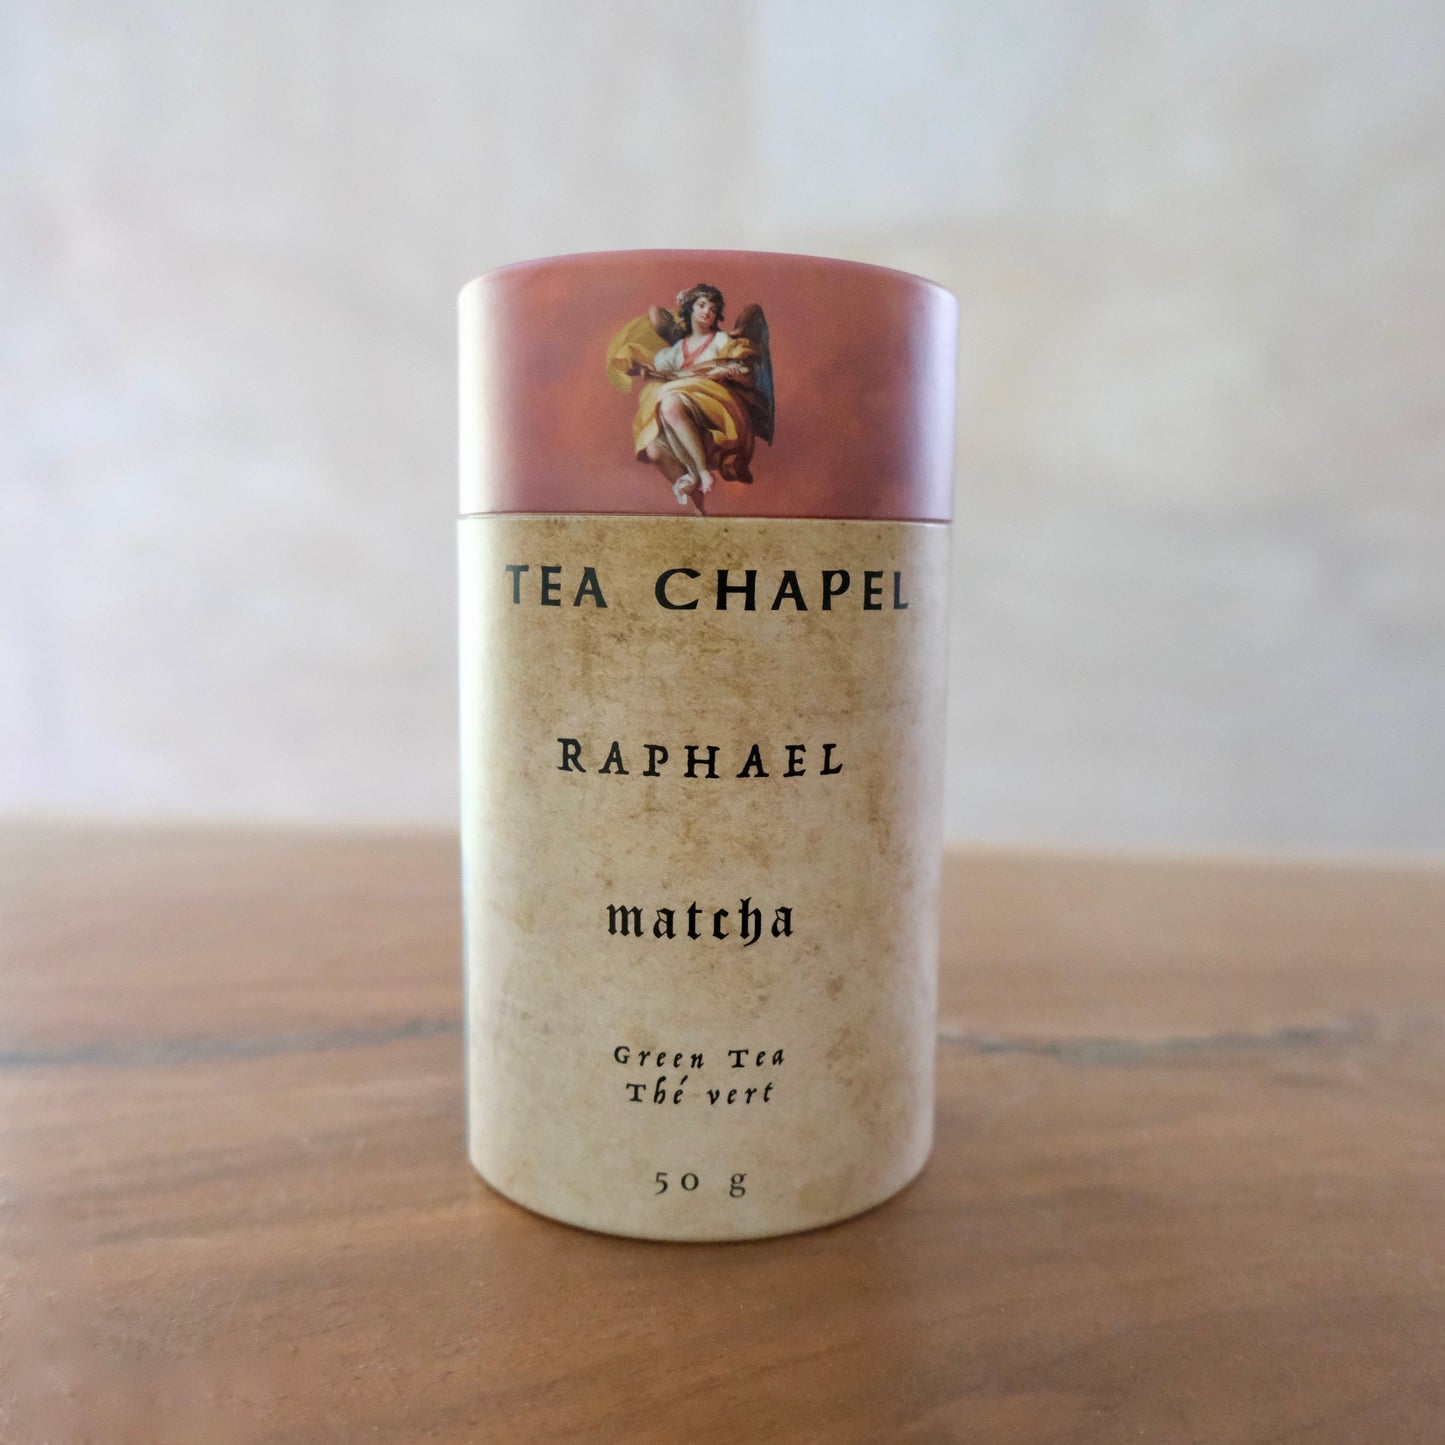 TEA CHAPEL
RAPHAEL
matcha
Green Tea
Thé vert
50 g